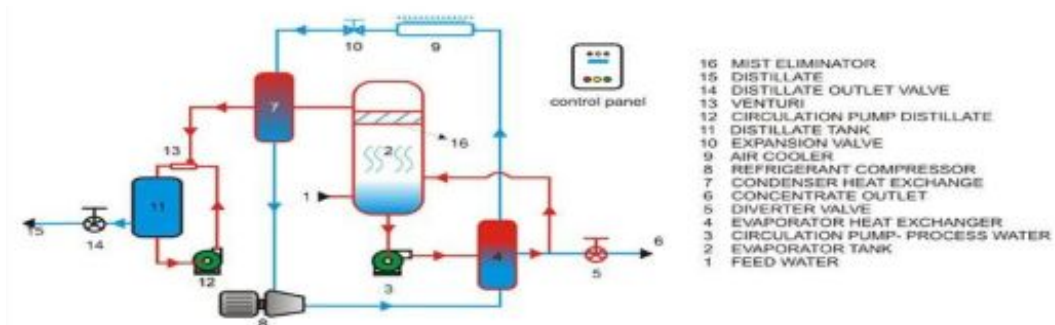 10
9
control panel
7
2
16
13
1
11
4
15
14
12
3
5
6
8
16 MIST ELIMINATOR
15 DISTILLATE
14 DISTILLATE OUTLET VALVE
13 VENTURI
12 CIRCULATION PUMP DISTILLATE
11 DISTILLATE TANK
10 EXPANSION VALVE
9 AIR COOLER
8 REFRIGERANT COMPRESSOR
7 CONDENSER HEAT EXCHANGE
6 CONCENTRATE OUTLET
5 DIVERTER VALVE
4 EVAPORATOR HEAT EXCHANGER
3 CIRCULATION PUMP- PROCESS WATER
2 EVAPORATOR TANK
1 FEED WATER